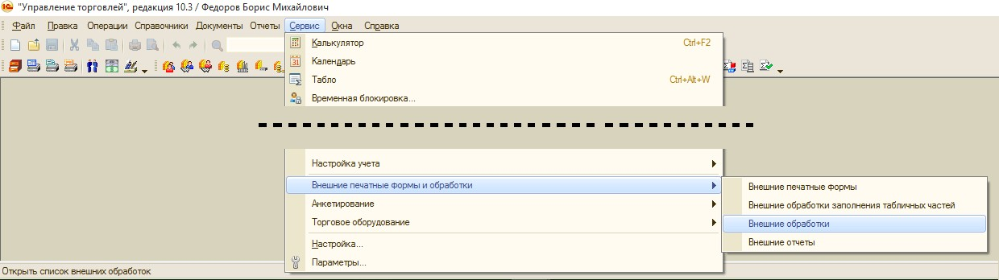 "Управление торговлей", редакция 10.3 / Федоров Борис Михайлович
Файл Правка Операции Справочники Документы Отчеты Сервис Окна Справка
Калькулятор Ctrl+F2
31 Календарь
Табло Ctrl+Alt+W
Временная блокировка...
Настройка учета
Внешние печатные формы и обработки
Внешние печатные формы
Анкетирование
Внешние обработки заполнения табличных частей
Торговое оборудование
Внешние обработки
Настройка...
Внешние отчеты
Параметры...
Открыть список внешних обработок